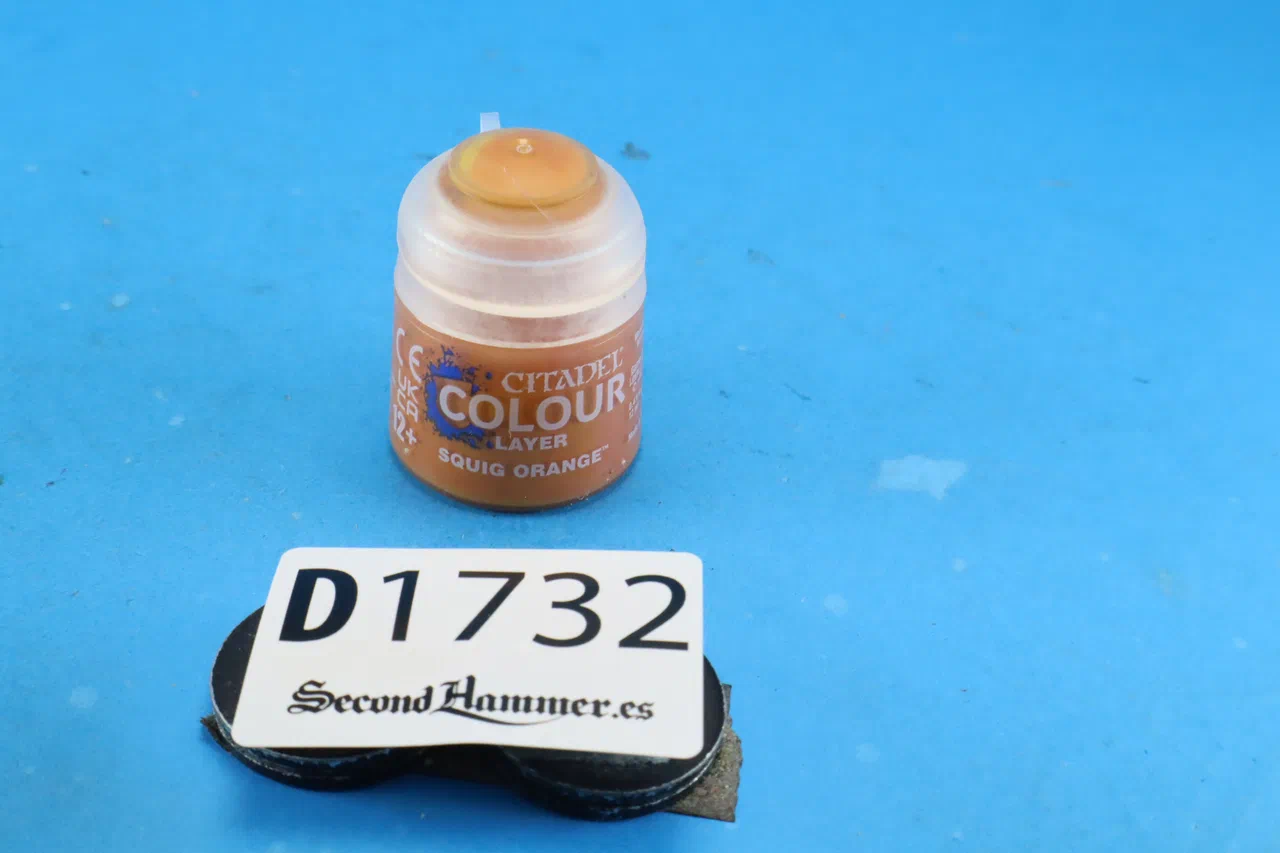 CE
UK
CA
12+
CITADEL
COLOUR
LAYER
SQUIG ORANGE™
D1732
SecondHammer.es